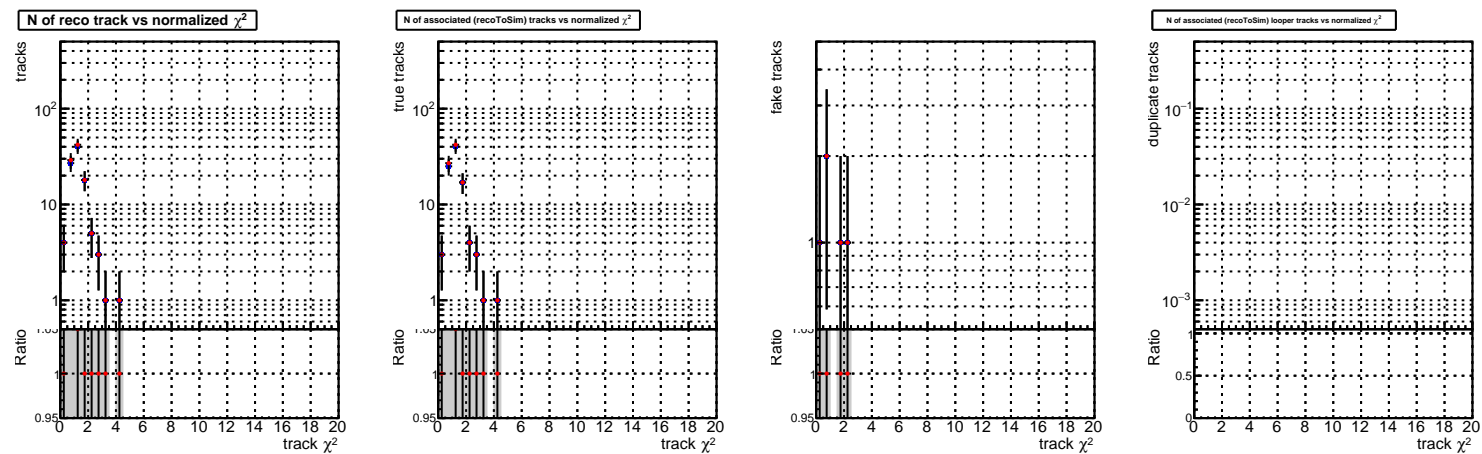 N of reco track vs normalized χ²
tracks
10²
10
1
Ratio
1.05
1
0.95
0 2 4 6 8 10 12 14 16 18 20
track χ²
N of associated (recoToSim) tracks vs normalized χ²
true tracks
10²
10
1
Ratio
1.05
1
0.95
0 2 4 6 8 10 12 14 16 18 20
track χ²
fake tracks
1
Ratio
1.05
1
0.95
0 2 4 6 8 10 12 14 16 18 20
track χ²
N of associated (recoToSim) looper tracks vs normalized χ²
duplicate tracks
10⁻¹
10⁻²
10⁻³
Ratio
1
0.5
0
0 2 4 6 8 10 12 14 16 18 20
track χ²